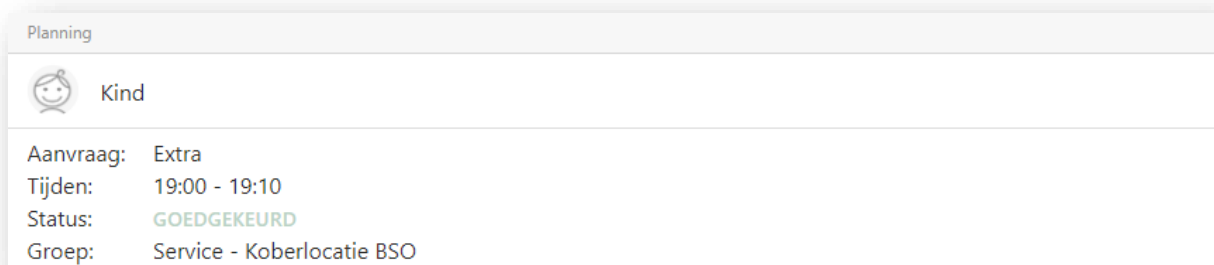 Planning
Kind
Aanvraag: Extra
Tijden: 19:00 - 19:10
Status: GOEDGEKEURD
Groep: Service - Koberlocatie BSO